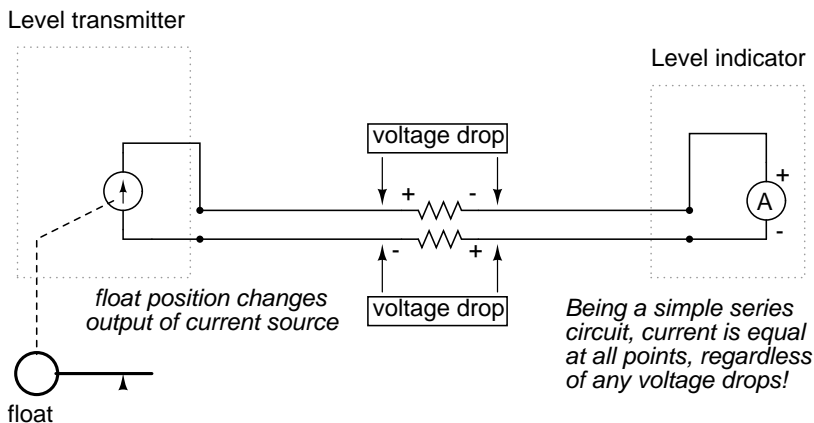 Level transmitter
Level indicator
voltage drop
+ -
+
A
-
- +
voltage drop
float position changes
output of current source
Being a simple series
circuit, current is equal
at all points, regardless
of any voltage drops!
float